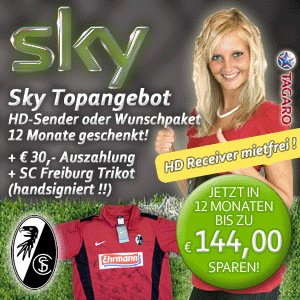 sky
TAGARO
Sky Topangebot
HD-Sender oder Wunschpaket
12 Monate geschenkt!
+ € 30,- Auszahlung
+ SC Freiburg Trikot
(handsigniert !!)
HD Receiver mietfrei !
JETZT IN
12 MONATEN
BIS ZU
€ 144,00
SPAREN!
Ehrmann